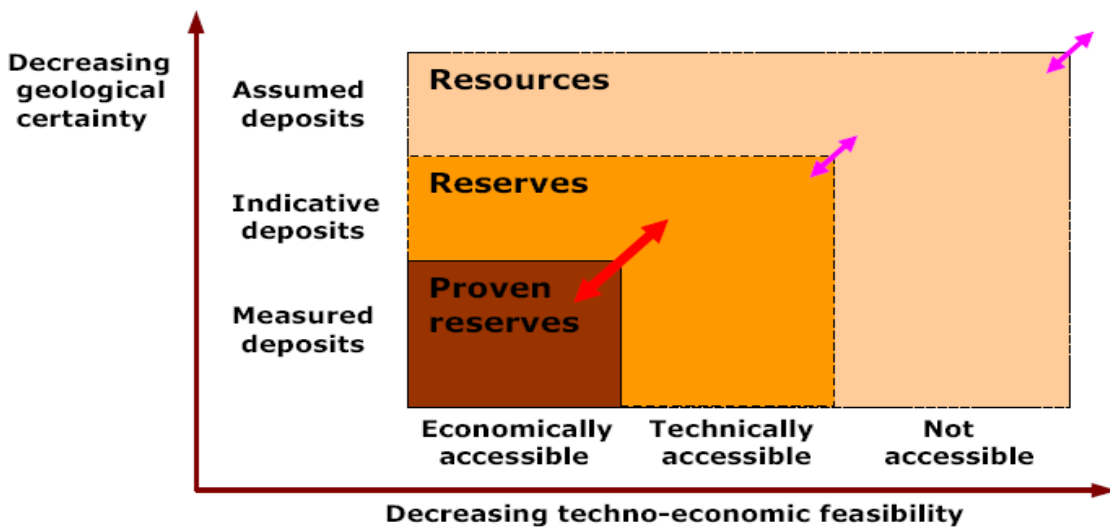 Decreasing
geological
certainty
Assumed
deposits
Resources
Indicative
deposits
Reserves
Measured
deposits
Proven
reserves
Economically
accessible
Technically
accessible
Not
accessible
Decreasing techno-economic feasibility